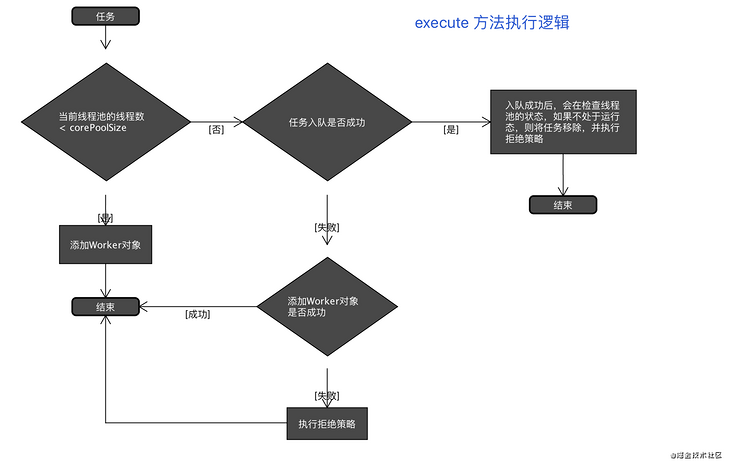 任务
execute 方法执行逻辑
当前线程池的线程数
< corePoolSize
[否]
任务入队是否成功
[是]
入队成功后，会在检查线程
池的状态，如果不处于运行
态，则将任务移除，并执行
拒绝策略
结束
[是]
添加Worker对象
[失败]
结束
[成功]
添加Worker对象
是否成功
[失败]
执行拒绝策略
@稀土掘金技术社区